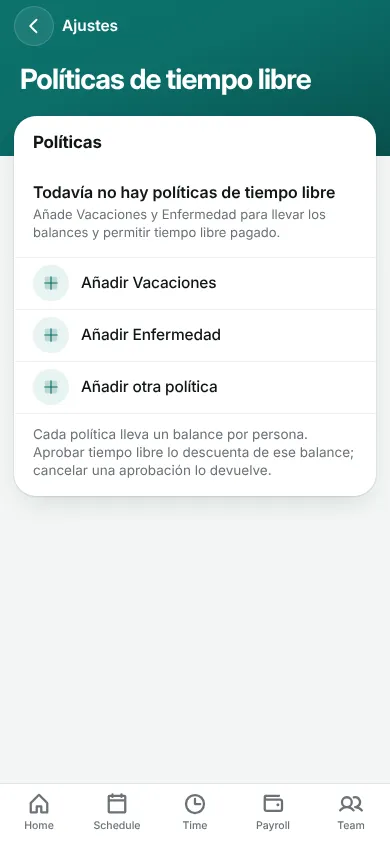 Ajustes
Políticas de tiempo libre
Políticas
Todavía no hay políticas de tiempo libre
Añade Vacaciones y Enfermedad para llevar los
balances y permitir tiempo libre pagado.
Añadir Vacaciones
Añadir Enfermedad
Añadir otra política
Cada política lleva un balance por persona.
Aprobar tiempo libre lo descuenta de ese balance;
cancelar una aprobación lo devuelve.
Home
Schedule
Time
Payroll
Team